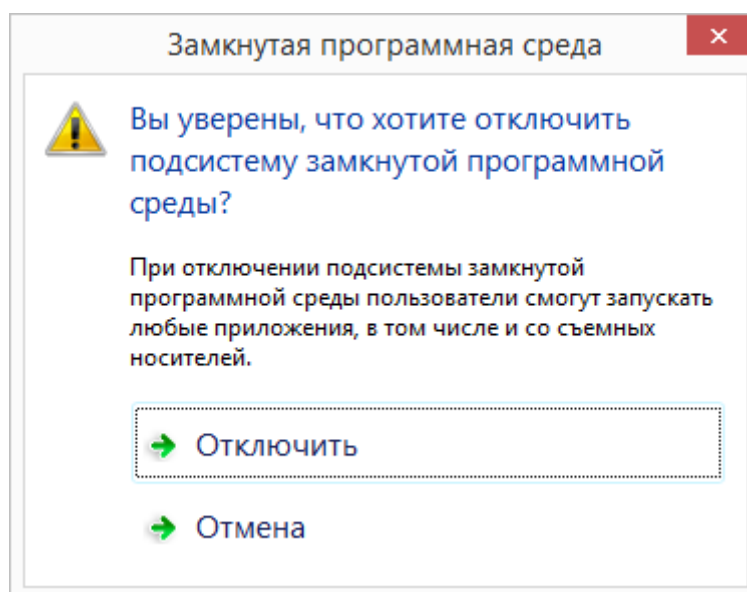 Замкнутая программная среда
Вы уверены, что хотите отключить
подсистему замкнутой программной
среды?
При отключении подсистемы замкнутой
программной среды пользователи смогут запускать
любые приложения, в том числе и со съемных
носителей.
Отключить
Отмена